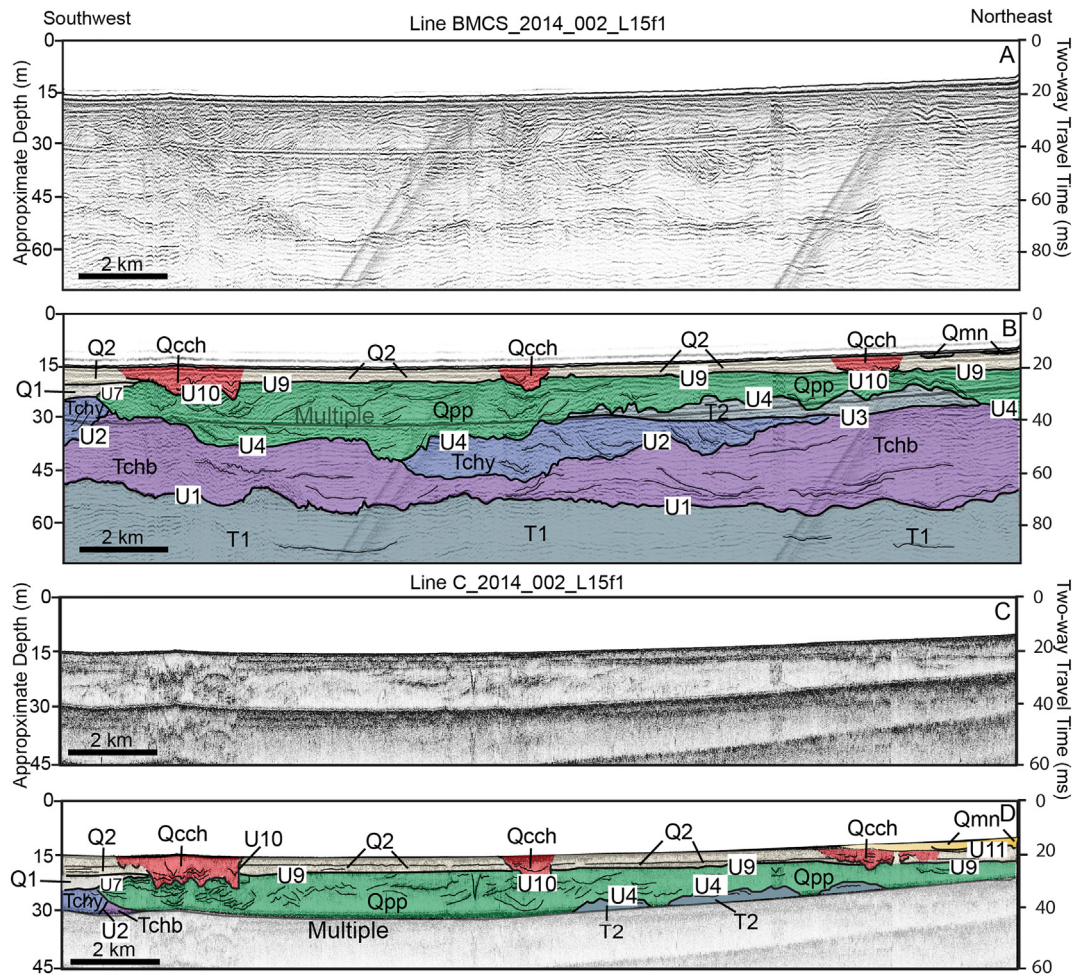 Southwest Line BMCS_2014_002_L15f1 Northeast
A
0 0
15 20
30 40
45 60
60 80
Appropximate Depth (m)
Two-way Travel Time (ms)
2 km
B
0 0
Q2 Qcch Q2 Qcch Q2 Qcch Qmn
15 20
Q1 U7 U10 U9 U9 U10 U9
Tchy Multiple Qpp U4 Qpp
30 T2 U3 U4 40
U2 U4 U4 U2 Tchb
Tchb Tchy
45 60
U1 U1
60 80
T1 T1 T1
2 km
Line C_2014_002_L15f1
C
0 0
15 20
30 40
45 60
Approximate Depth (m)
Two-way Travel Time (ms)
2 km
D
0 0
Q2 Qcch U10 Q2 Qcch Q2 Qcch Qmn
15 U11 20
Q1 U7 U9 U10 U9 U9
Tchy Qpp U4 U4 Qpp
30 40
U2 Tchb Multiple T2 T2
2 km
45 60